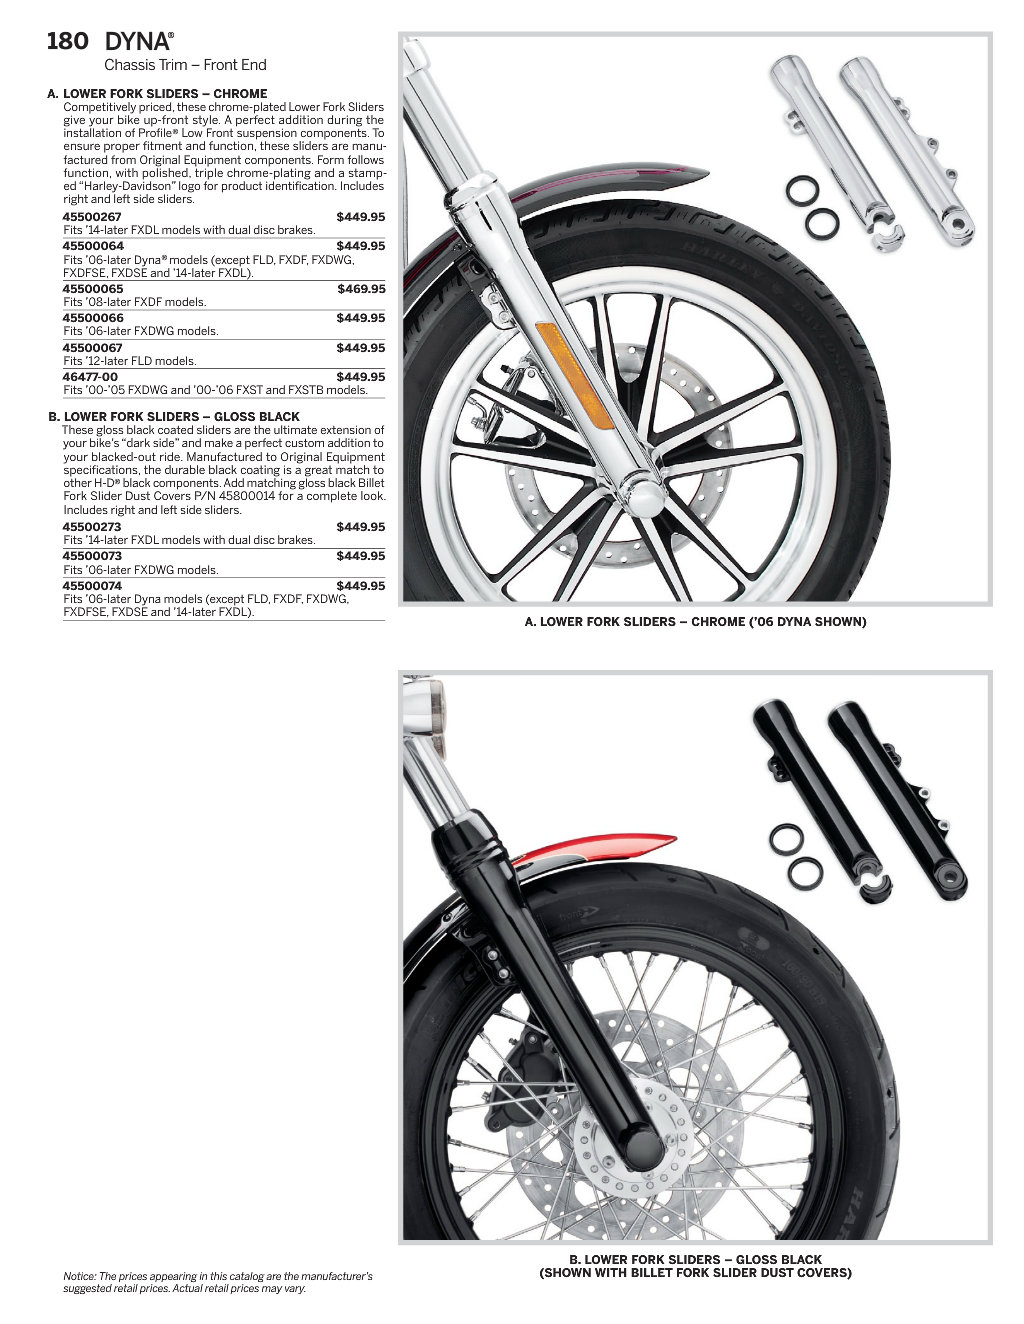 180 DYNA®
Chassis Trim – Front End
A. LOWER FORK SLIDERS – CHROME
Competitively priced, these chrome-plated Lower Fork Sliders
give your bike up-front style. A perfect addition during the
installation of Profile® Low Front suspension components. To
ensure proper fitment and function, these sliders are manu-
factured from Original Equipment components. Form follows
function, with polished, triple chrome-plating and a stamp-
ed “Harley-Davidson” logo for product identification. Includes
right and left side sliders.
45500267 $449.95
Fits ’14-later FXDL models with dual disc brakes.
45500064 $449.95
Fits ’06-later Dyna® models (except FLD, FXDF, FXDWG,
FXDFSE, FXDSE and ’14-later FXDL).
45500065 $469.95
Fits ’08-later FXDF models.
45500066 $449.95
Fits ’06-later FXDWG models.
45500067 $449.95
Fits ’12-later FLD models.
46477-00 $449.95
Fits ’00-’05 FXDWG and ’00-’06 FXST and FXSTB models.
B. LOWER FORK SLIDERS – GLOSS BLACK
These gloss black coated sliders are the ultimate extension of
your bike’s “dark side” and make a perfect custom addition to
your blacked-out ride. Manufactured to Original Equipment
specifications, the durable black coating is a great match to
other H-D® black components. Add matching gloss black Billet
Fork Slider Dust Covers P/N 45800014 for a complete look.
Includes right and left side sliders.
45500273 $449.95
Fits ’14-later FXDL models with dual disc brakes.
45500073 $449.95
Fits ’06-later FXDWG models.
45500074 $449.95
Fits ’06-later Dyna models (except FLD, FXDF, FXDWG,
FXDFSE, FXDSE and ’14-later FXDL).
HARLEY DAVIDSON
A. LOWER FORK SLIDERS – CHROME (’06 DYNA SHOWN)
HAR
B. LOWER FORK SLIDERS – GLOSS BLACK
(SHOWN WITH BILLET FORK SLIDER DUST COVERS)
Notice: The prices appearing in this catalog are the manufacturer’s
suggested retail prices. Actual retail prices may vary.